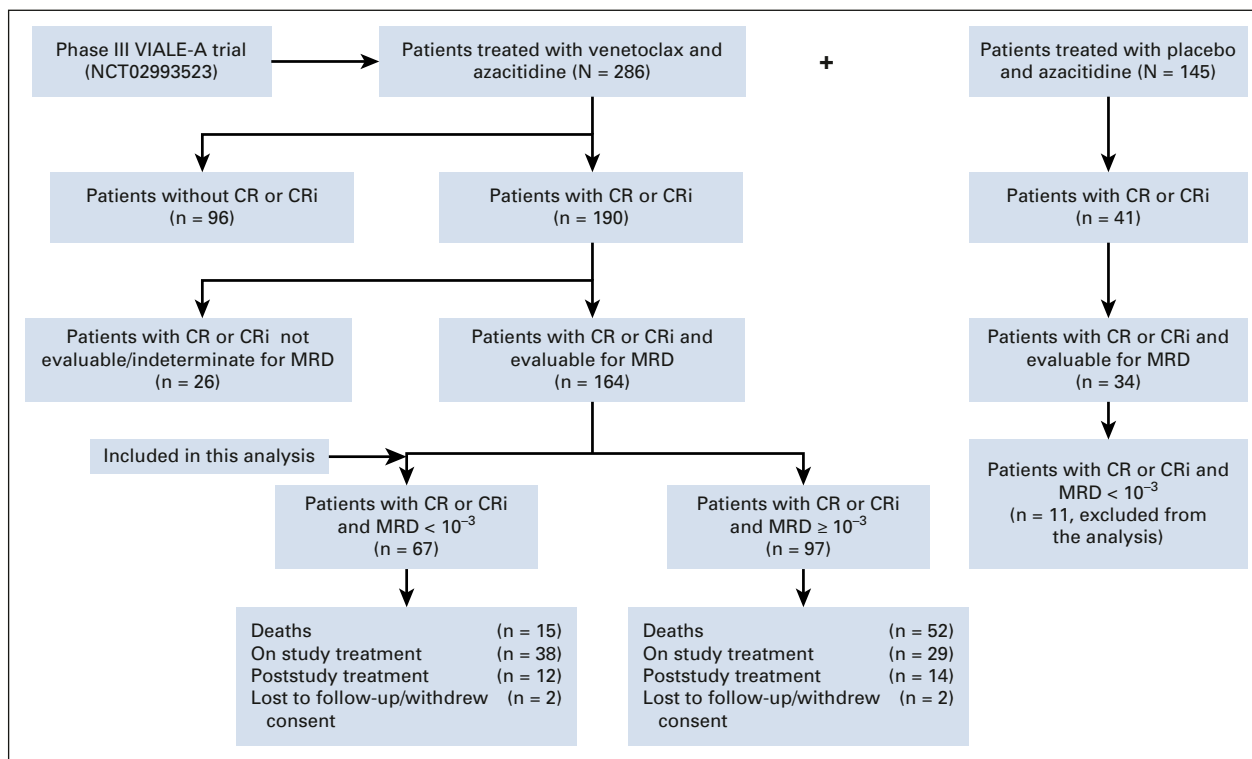 Phase III VIALE-A trial
(NCT02993523)
Patients treated with venetoclax and
azacitidine (N = 286)
+
Patients treated with placebo
and azacitidine (N = 145)
Patients without CR or CRi
(n = 96)
Patients with CR or CRi
(n = 190)
Patients with CR or CRi
(n = 41)
Patients with CR or CRi not
evaluable/indeterminate for MRD
(n = 26)
Patients with CR or CRi and
evaluable for MRD
(n = 164)
Patients with CR or CRi and
evaluable for MRD
(n = 34)
Included in this analysis
Patients with CR or CRi
and MRD < 10⁻³
(n = 67)
Patients with CR or CRi
and MRD ≥ 10⁻³
(n = 97)
Patients with CR or CRi and
MRD < 10⁻³
(n = 11, excluded from
the analysis)
Deaths (n = 15)
On study treatment (n = 38)
Poststudy treatment (n = 12)
Lost to follow-up/withdrew (n = 2)
consent
Deaths (n = 52)
On study treatment (n = 29)
Poststudy treatment (n = 14)
Lost to follow-up/withdrew (n = 2)
consent